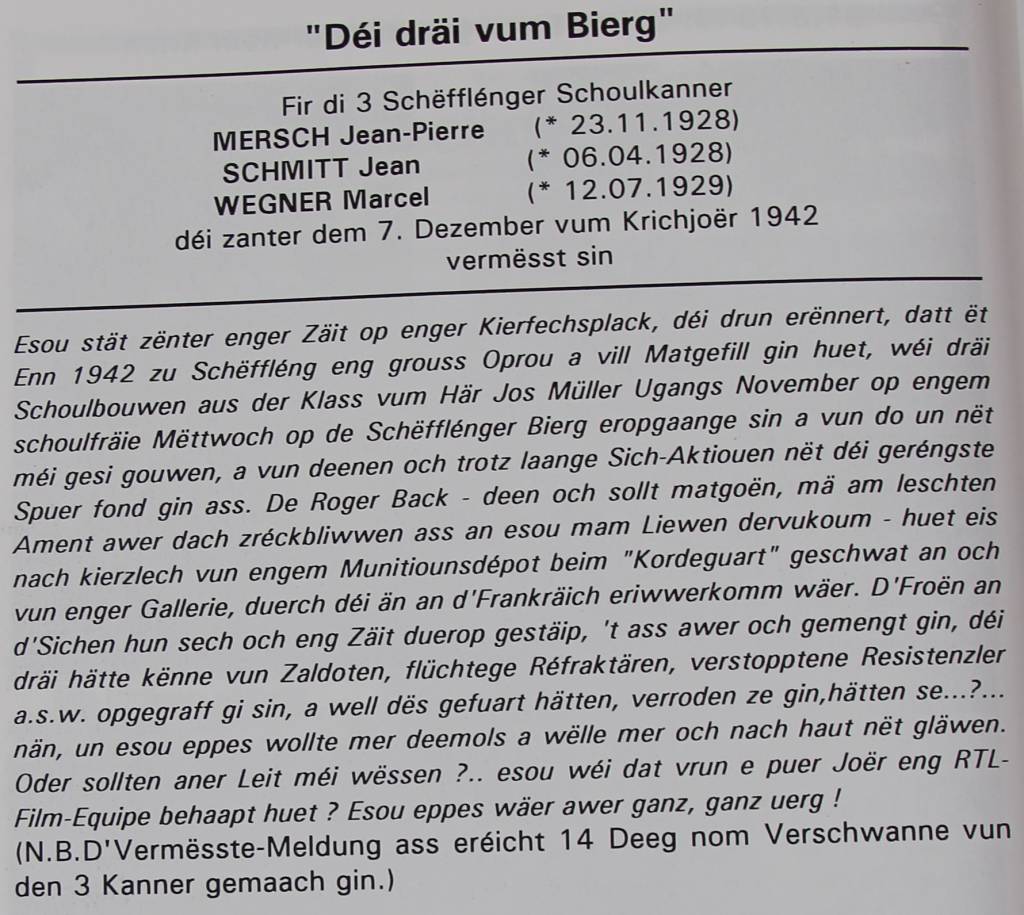 "Déi dräi vum Bierg"
Fir di 3 Schëfflénger Schoulkanner
MERSCH Jean-Pierre (* 23.11.1928)
SCHMITT Jean (* 06.04.1928)
WEGNER Marcel (* 12.07.1929)
déi zanter dem 7. Dezember vum Krichjoër 1942
vermësst sin
Esou stät zënter enger Zäit op enger Kierfechsplack, déi drun erënnert, datt ët
Enn 1942 zu Schëffléng eng grouss Oprou a vill Matgefill gin huet, wéi dräi
Schoulbouwen aus der Klass vum Här Jos Müller Ugangs November op engem
schoulfräie Mëttwoch op de Schëfflénger Bierg eropgaange sin a vun do un nët
méi gesi gouwen, a vun deenen och trotz laange Sich-Aktiouen nët déi geréngste
Spuer fond gin ass. De Roger Back - deen och sollt matgoën, mä am leschten
Ament awer dach zréckbliwwen ass an esou mam Liewen dervukoum - huet eis
nach kierzlech vun engem Munitiounsdépot beim "Kordeguart" geschwat an och
vun enger Gallerie, duerch déi än an d'Frankräich eriwwerkomm wäer. D'Froën an
d'Sichen hun sech och eng Zäit duerop gestäip, 't ass awer och gemengt gin, déi
dräi hätte kënne vun Zaldoten, flüchtege Réfraktären, verstopptene Resistenzler
a.s.w. opgegraff gi sin, a well dës gefuart hätten, verroden ze gin,hätten se...?...
nän, un esou eppes wollte mer deemols a wëlle mer och nach haut nët gläwen.
Oder sollten aner Leit méi wëssen ?.. esou wéi dat vrun e puer Joër eng RTL-
Film-Equipe behaapt huet ? Esou eppes wäer awer ganz, ganz uerg !
(N.B.D'Vermësste-Meldung ass eréicht 14 Deeg nom Verschwanne vun
den 3 Kanner gemaach gin.)